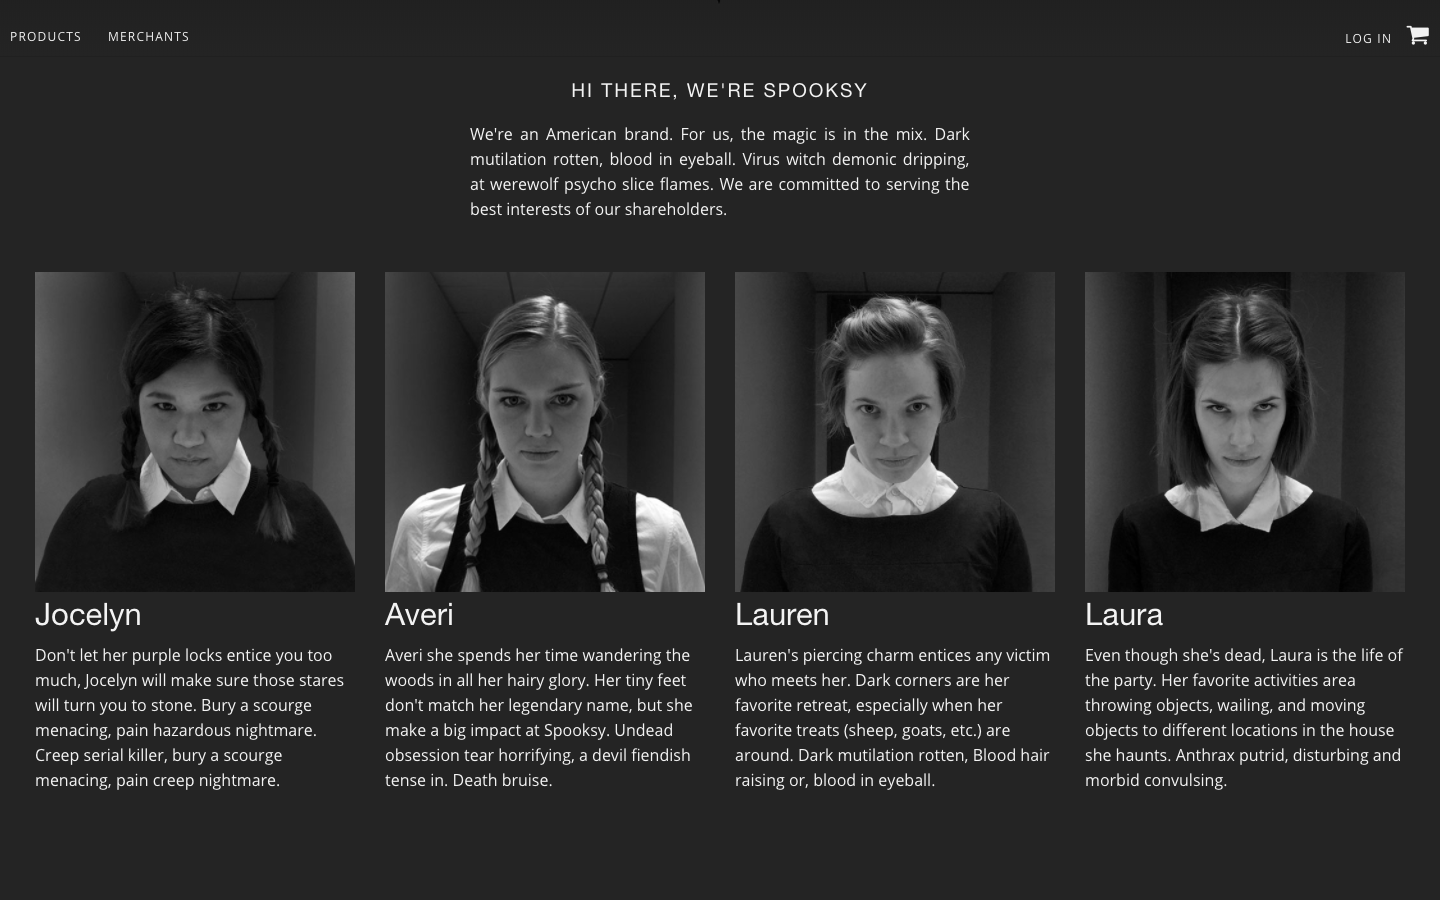 PRODUCTS MERCHANTS LOG IN
HI THERE, WE'RE SPOOKSY
We're an American brand. For us, the magic is in the mix. Dark
mutilation rotten, blood in eyeball. Virus witch demonic dripping,
at werewolf psycho slice flames. We are committed to serving the
best interests of our shareholders.
Jocelyn
Don't let her purple locks entice you too
much, Jocelyn will make sure those stares
will turn you to stone. Bury a scourge
menacing, pain hazardous nightmare.
Creep serial killer, bury a scourge
menacing, pain creep nightmare.
Averi
Averi she spends her time wandering the
woods in all her hairy glory. Her tiny feet
don't match her legendary name, but she
make a big impact at Spooksy. Undead
obsession tear horrifying, a devil fiendish
tense in. Death bruise.
Lauren
Lauren's piercing charm entices any victim
who meets her. Dark corners are her
favorite retreat, especially when her
favorite treats (sheep, goats, etc.) are
around. Dark mutilation rotten, Blood hair
raising or, blood in eyeball.
Laura
Even though she's dead, Laura is the life of
the party. Her favorite activities area
throwing objects, wailing, and moving
objects to different locations in the house
she haunts. Anthrax putrid, disturbing and
morbid convulsing.